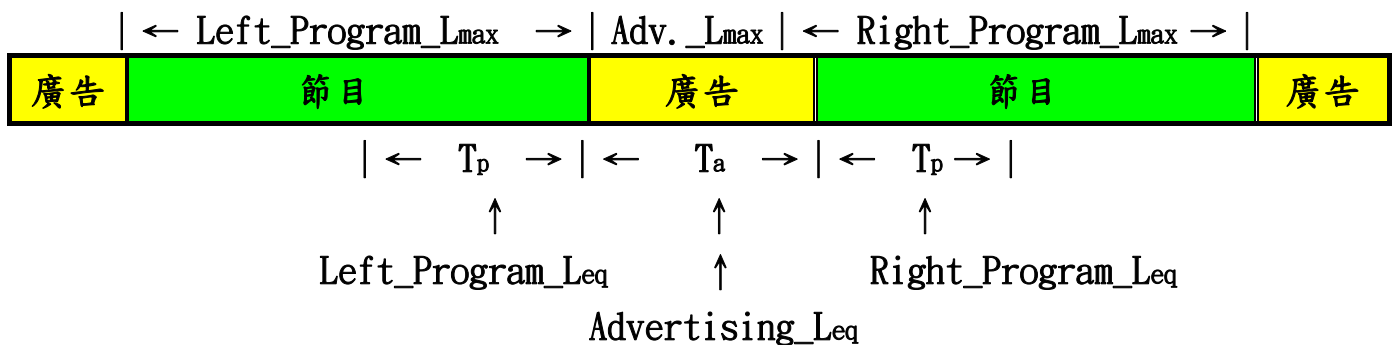 | ← Left_Program_Lmax → | Adv._Lmax | ← Right_Program_Lmax → |
廣告 節目 廣告 節目 廣告
| ← Tp → | ← Ta → | ← Tp → |
↑ ↑ ↑
Left_Program_Leq ↑ Right_Program_Leq
Advertising_Leq